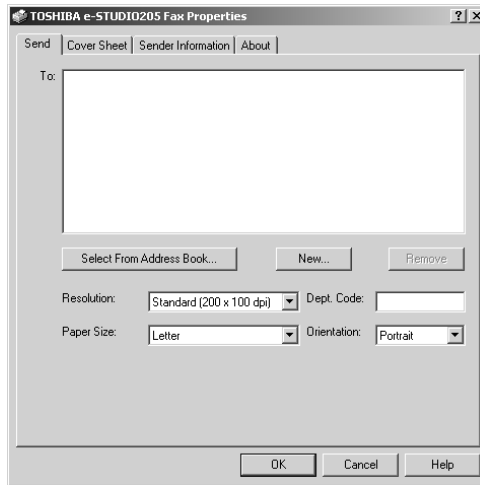 TOSHIBA e-STUDIO205 Fax Properties
Send Cover Sheet Sender Information About
To:
Select From Address Book... New... Remove
Resolution: Standard (200 x 100 dpi) Dept. Code:
Paper Size: Letter Orientation: Portrait
OK Cancel Help